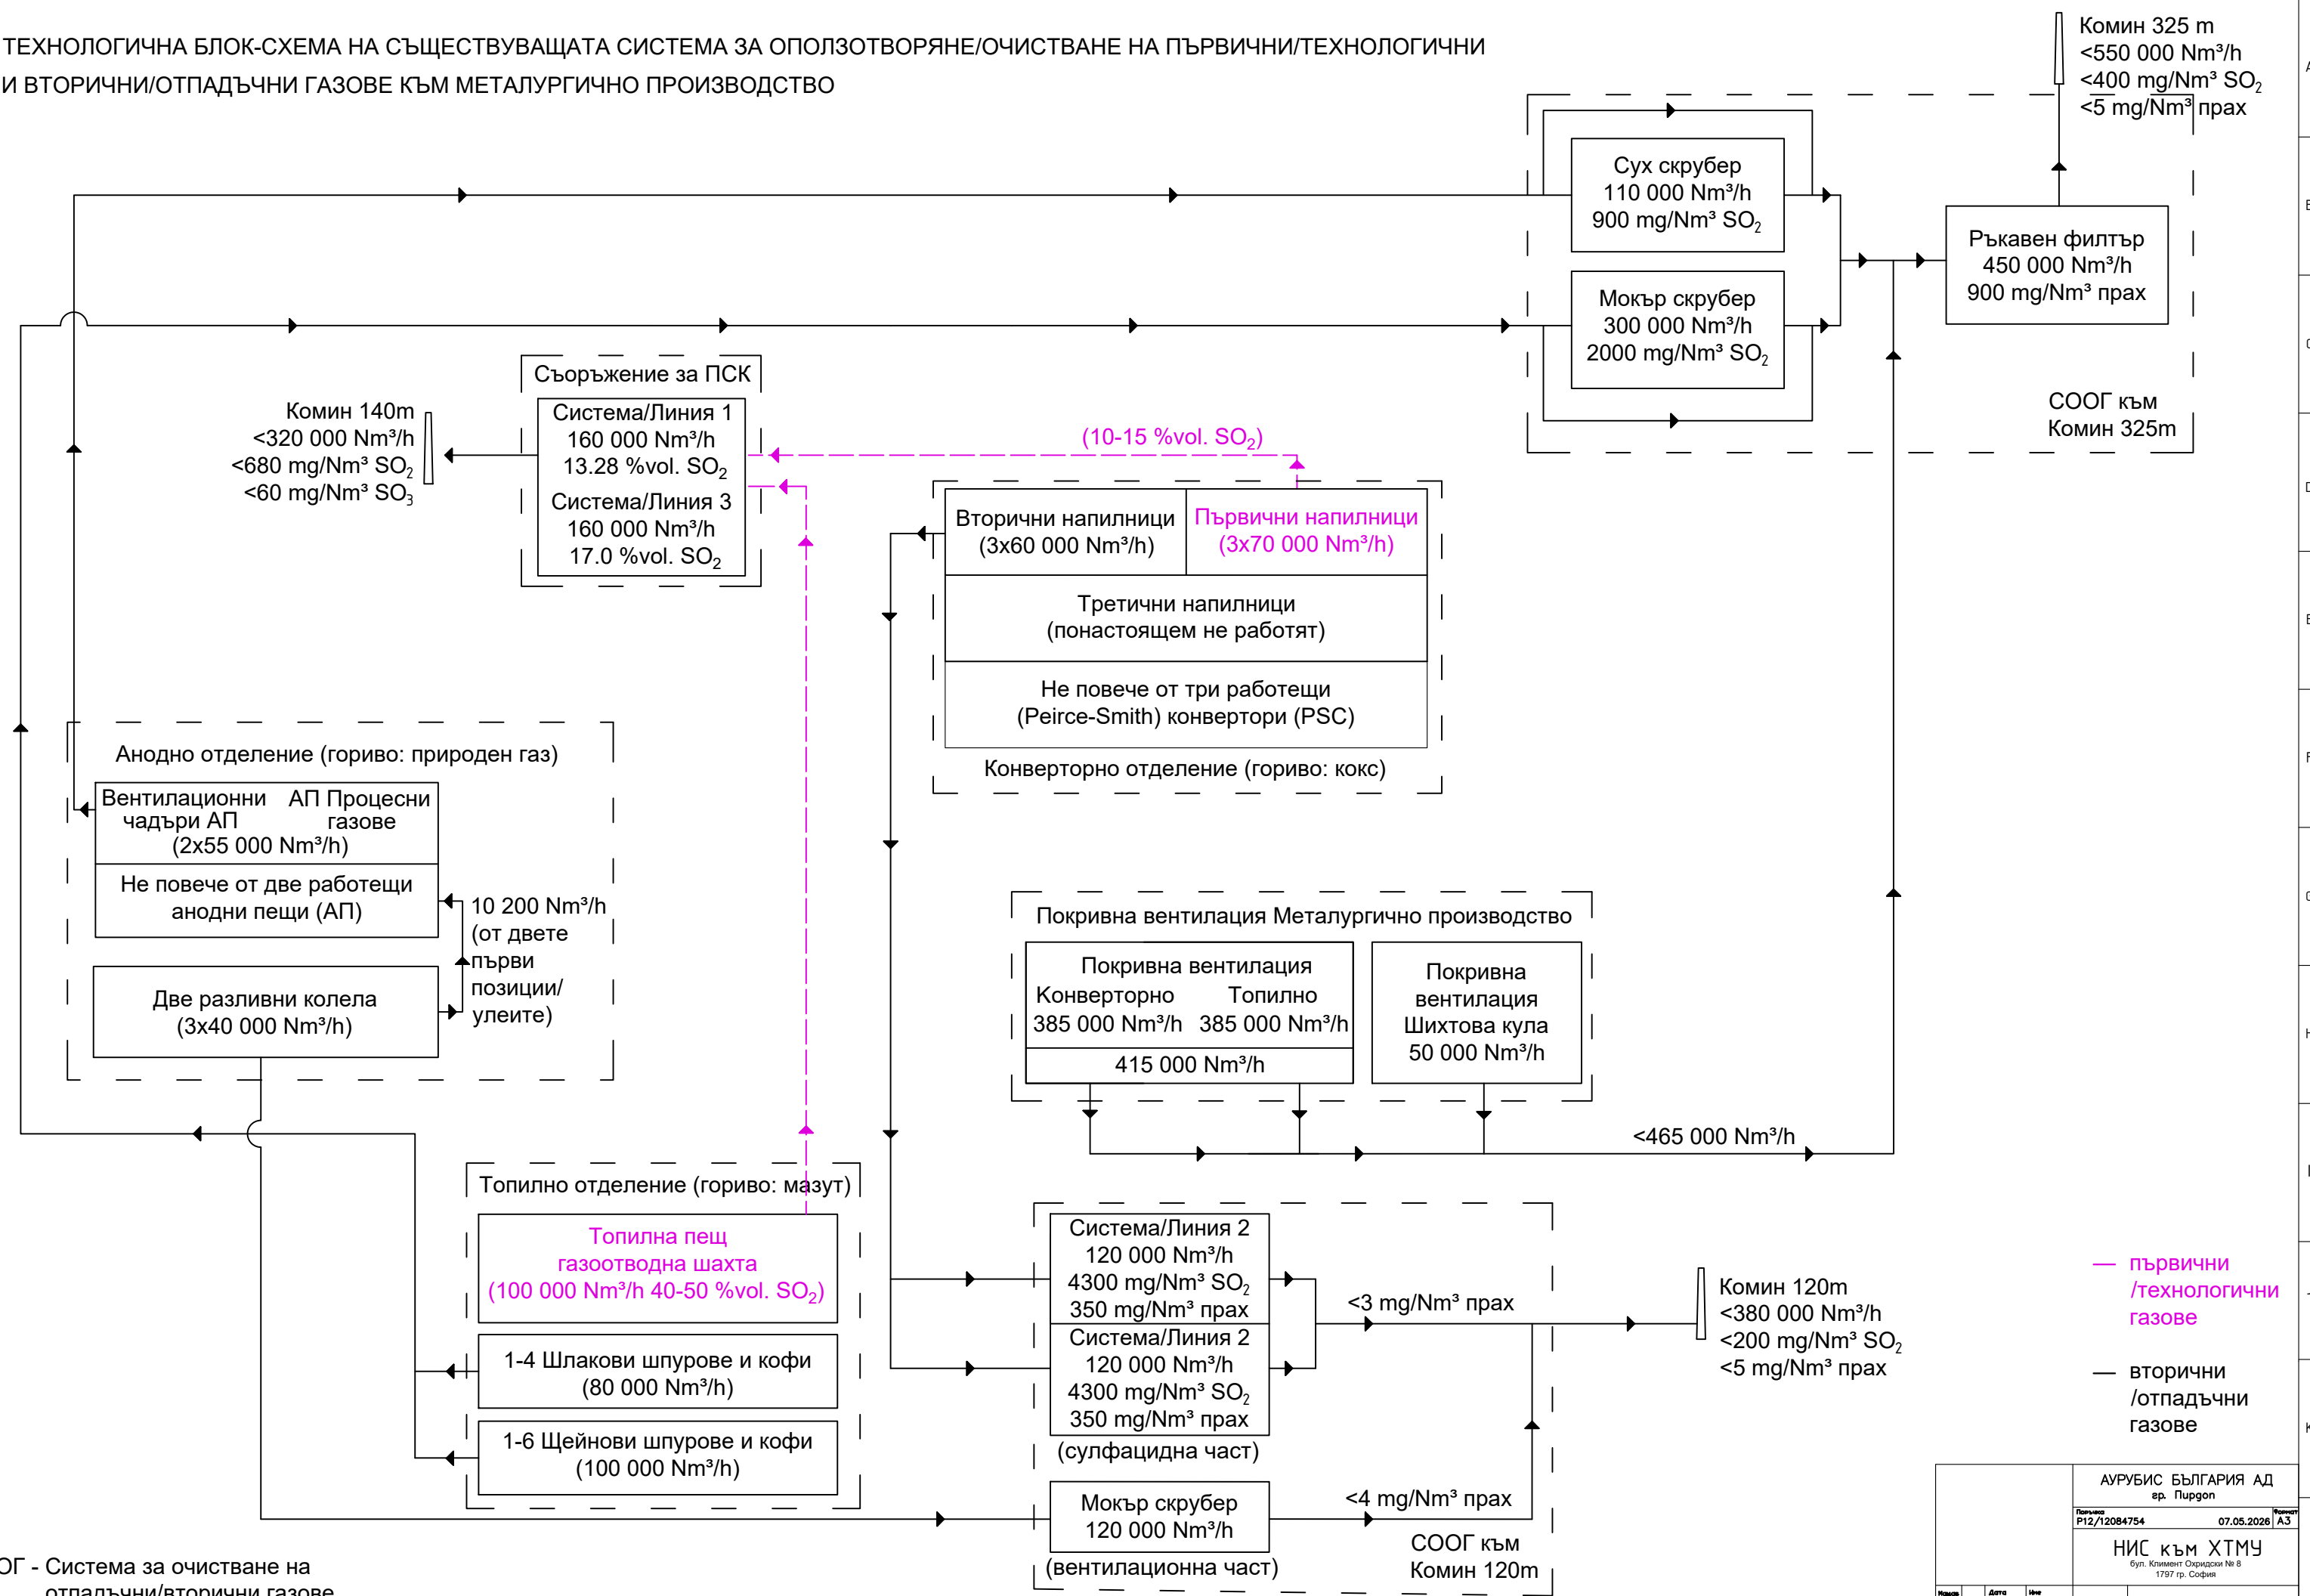 ТЕХНОЛОГИЧНА БЛОК-СХЕМА НА СЪЩЕСТВУВАЩАТА СИСТЕМА ЗА ОПОЛЗОТВОРЯНЕ/ОЧИСТВАНЕ НА ПЪРВИЧНИ/ТЕХНОЛОГИЧНИ
И ВТОРИЧНИ/ОТПАДЪЧНИ ГАЗОВЕ КЪМ МЕТАЛУРГИЧНО ПРОИЗВОДСТВО
Комин 325 m
<550 000 Nm³/h
<400 mg/Nm³ SO₂
<5 mg/Nm³ прах
Сух скрубер
110 000 Nm³/h
900 mg/Nm³ SO₂
Ръкавен филтър
450 000 Nm³/h
900 mg/Nm³ прах
Мокър скрубер
300 000 Nm³/h
2000 mg/Nm³ SO₂
СООГ към
Комин 325m
Съоръжение за ПСК
Система/Линия 1
160 000 Nm³/h
13.28 %vol. SO₂
Система/Линия 3
160 000 Nm³/h
17.0 %vol. SO₂
Комин 140m
<320 000 Nm³/h
<680 mg/Nm³ SO₂
<60 mg/Nm³ SO₃
(10-15 %vol. SO₂)
Вторични напилници
(3x60 000 Nm³/h)
Първични напилници
(3x70 000 Nm³/h)
Третични напилници
(понастоящем не работят)
Не повече от три работещи
(Peirce-Smith) конвертори (PSC)
Конверторно отделение (гориво: кокс)
Анодно отделение (гориво: природен газ)
Вентилационни
чадъри АП
АП Процесни
газове
(2x55 000 Nm³/h)
Не повече от две работещи
анодни пещи (АП)
10 200 Nm³/h
(от двете
първи
позиции/
улеите)
Две разливни колела
(3x40 000 Nm³/h)
Покривна вентилация Металургично производство
Покривна вентилация
Конверторно
385 000 Nm³/h
Топилно
385 000 Nm³/h
415 000 Nm³/h
Покривна
вентилация
Шихтова кула
50 000 Nm³/h
<465 000 Nm³/h
Топилно отделение (гориво: мазут)
Топилна пещ
газоотводна шахта
(100 000 Nm³/h 40-50 %vol. SO₂)
1-4 Шлакови шпурове и кофи
(80 000 Nm³/h)
1-6 Щейнови шпурове и кофи
(100 000 Nm³/h)
Система/Линия 2
120 000 Nm³/h
4300 mg/Nm³ SO₂
350 mg/Nm³ прах
Система/Линия 2
120 000 Nm³/h
4300 mg/Nm³ SO₂
350 mg/Nm³ прах
(сулфацидна част)
<3 mg/Nm³ прах
Мокър скрубер
120 000 Nm³/h
(вентилационна част)
<4 mg/Nm³ прах
СООГ към
Комин 120m
Комин 120m
<380 000 Nm³/h
<200 mg/Nm³ SO₂
<5 mg/Nm³ прах
първични
/технологични
газове
вторични
/отпадъчни
газове
ОГ - Система за очистване на
отпадъчни/вторични газове
АУРУБИС БЪЛГАРИЯ АД
гр. Пирдоп
Поръчка
P12/12084754
07.05.2026
Формат
A3
НИС към ХТМУ
бул. Климент Охридски № 8
1797 гр. София
Дата
Име